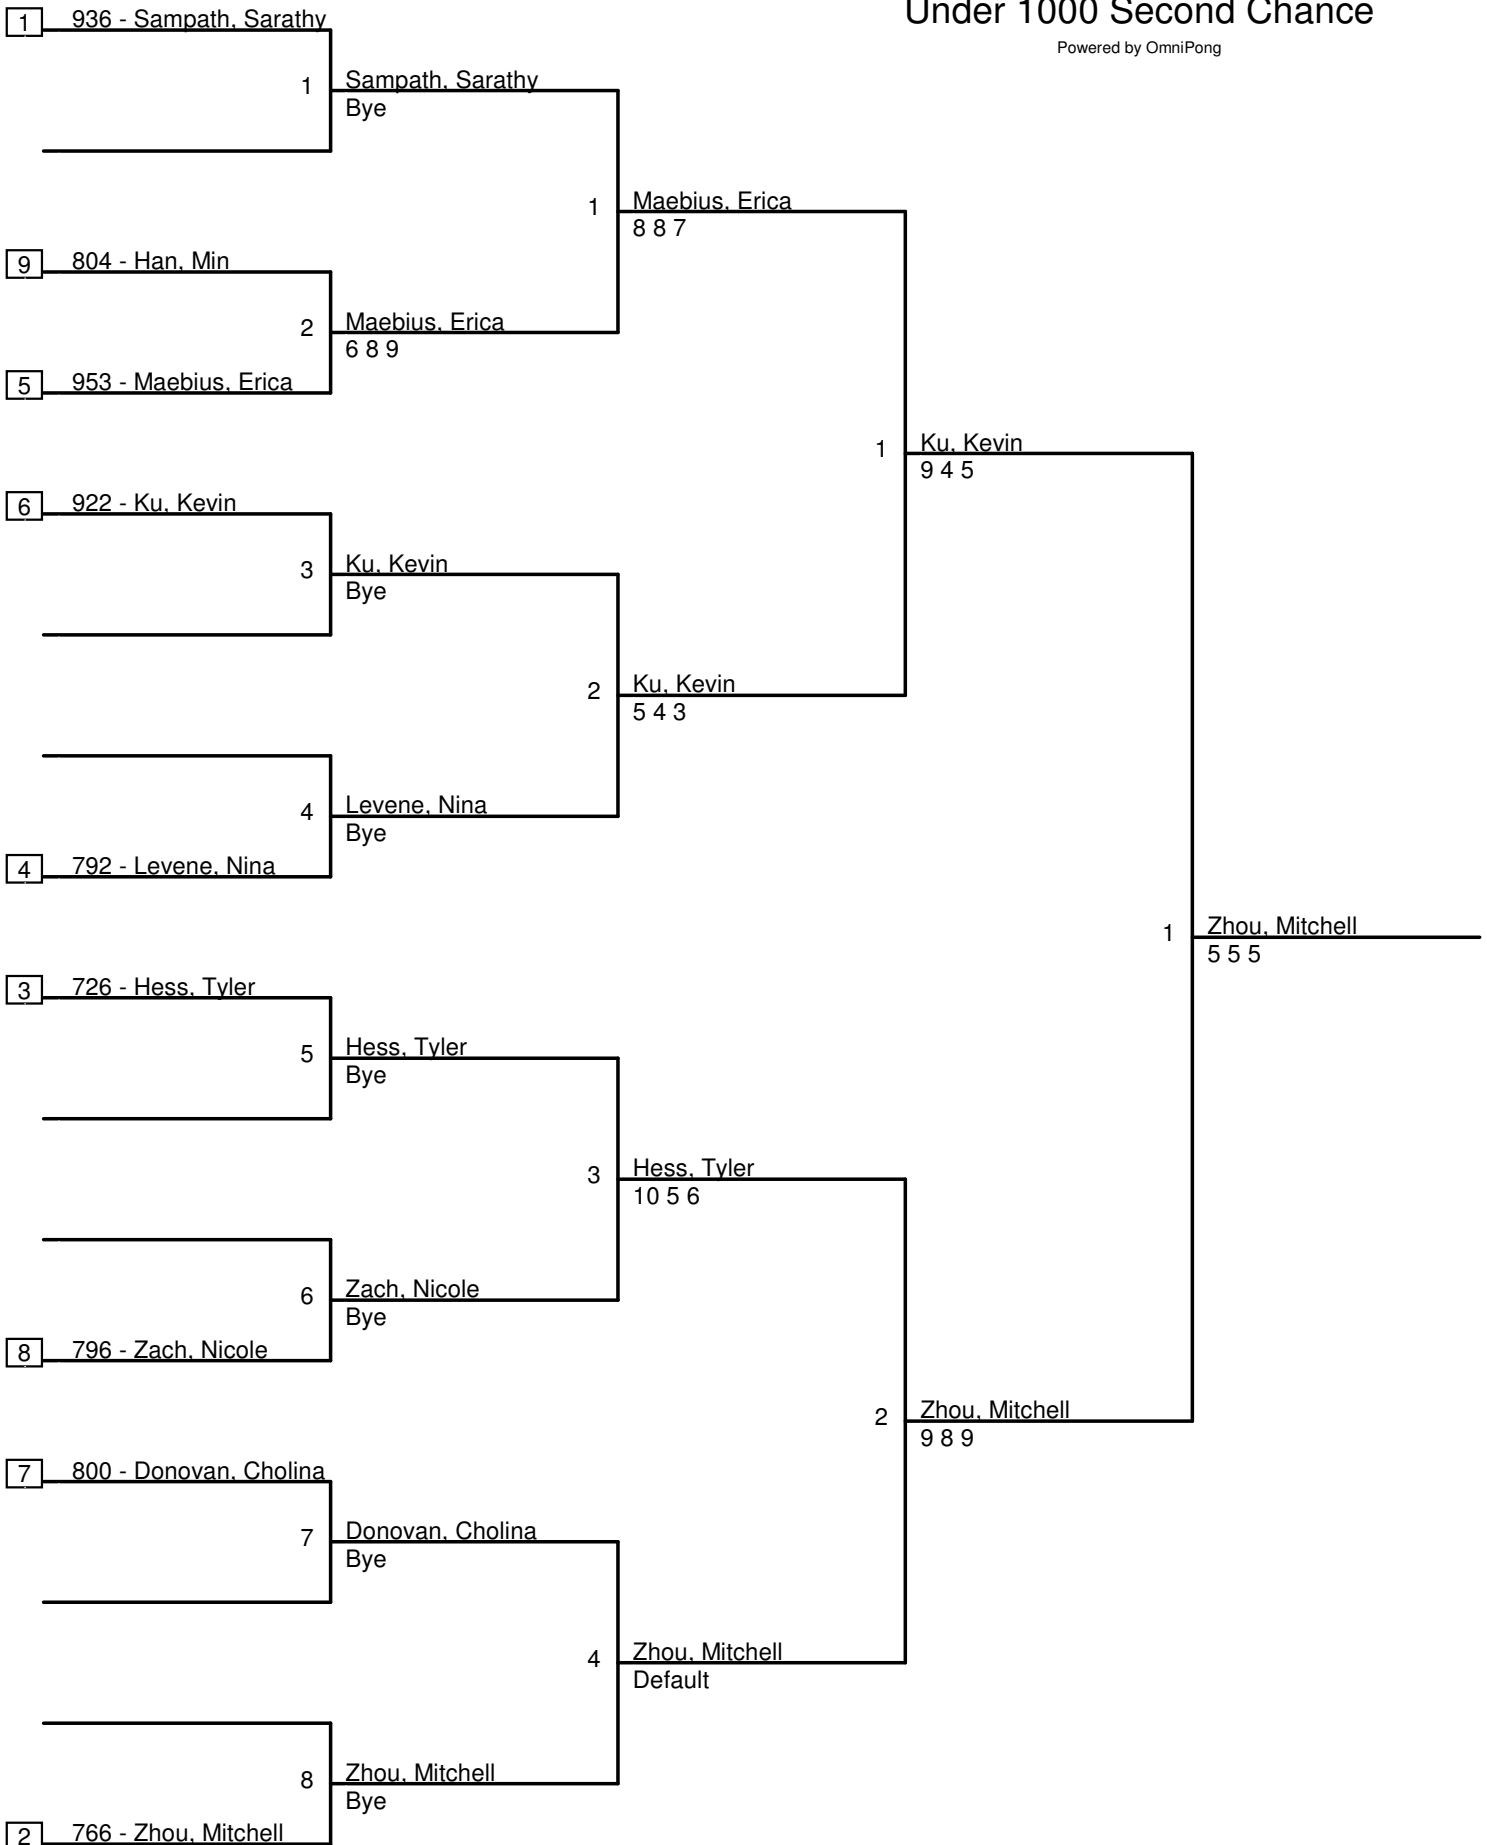 Under 1000 Second Chance
Powered by OmniPong
1 936 - Sampath, Sarathy
1 Sampath, Sarathy
Bye
1 Maebius, Erica
8 8 7
9 804 - Han, Min
2 Maebius, Erica
6 8 9
5 953 - Maebius, Erica
1 Ku, Kevin
9 4 5
6 922 - Ku, Kevin
3 Ku, Kevin
Bye
2 Ku, Kevin
5 4 3
4 Levene, Nina
Bye
4 792 - Levene, Nina
1 Zhou, Mitchell
5 5 5
3 726 - Hess, Tyler
5 Hess, Tyler
Bye
3 Hess, Tyler
10 5 6
6 Zach, Nicole
Bye
8 796 - Zach, Nicole
2 Zhou, Mitchell
9 8 9
7 800 - Donovan, Cholina
7 Donovan, Cholina
Bye
4 Zhou, Mitchell
Default
8 Zhou, Mitchell
Bye
2 766 - Zhou, Mitchell